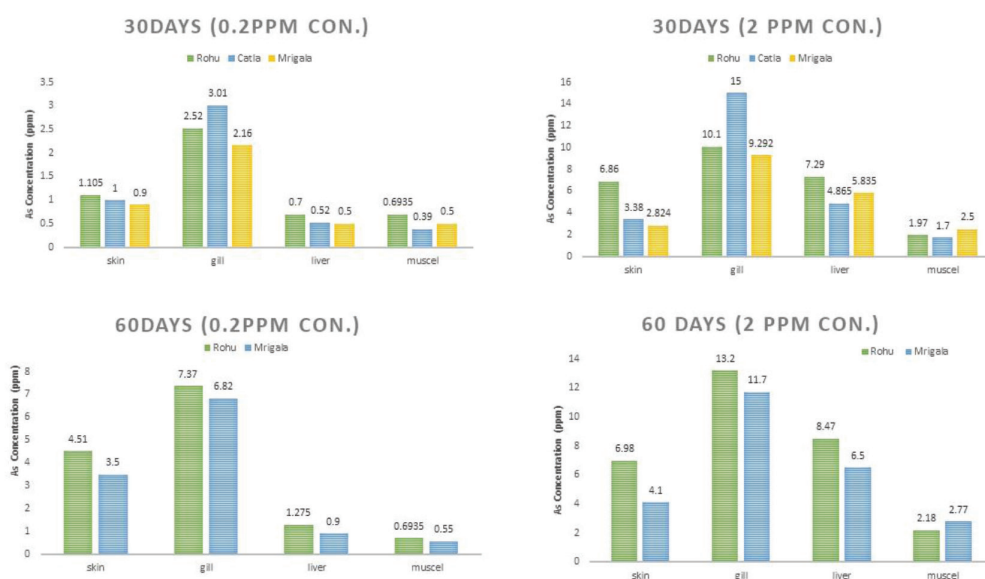 30DAYS (0.2PPM CON.)
Rohu Catla Mrigala
As Concentration (ppm)
3.5
3
2.5
2
1.5
1
0.5
0
1.105 1 0.9
2.52 3.01 2.16
0.7 0.52 0.5
0.6935 0.39 0.5
skin gill liver muscel
30DAYS (2 PPM CON.)
Rohu Catla Mrigala
As Concentration (ppm)
16
14
12
10
8
6
4
2
0
6.86 3.38 2.824
10.1 15 9.292
7.29 4.865 5.835
1.97 1.7 2.5
skin gill liver muscel
60DAYS (0.2PPM CON.)
Rohu Mrigala
As Concentration (ppm)
8
7
6
5
4
3
2
1
0
4.51 3.5
7.37 6.82
1.275 0.9
0.6935 0.55
skin gill liver muscel
60 DAYS (2 PPM CON.)
Rohu Mrigala
As Concentration (ppm)
14
12
10
8
6
4
2
0
6.98 4.1
13.2 11.7
8.47 6.5
2.18 2.77
skin gill liver muscel